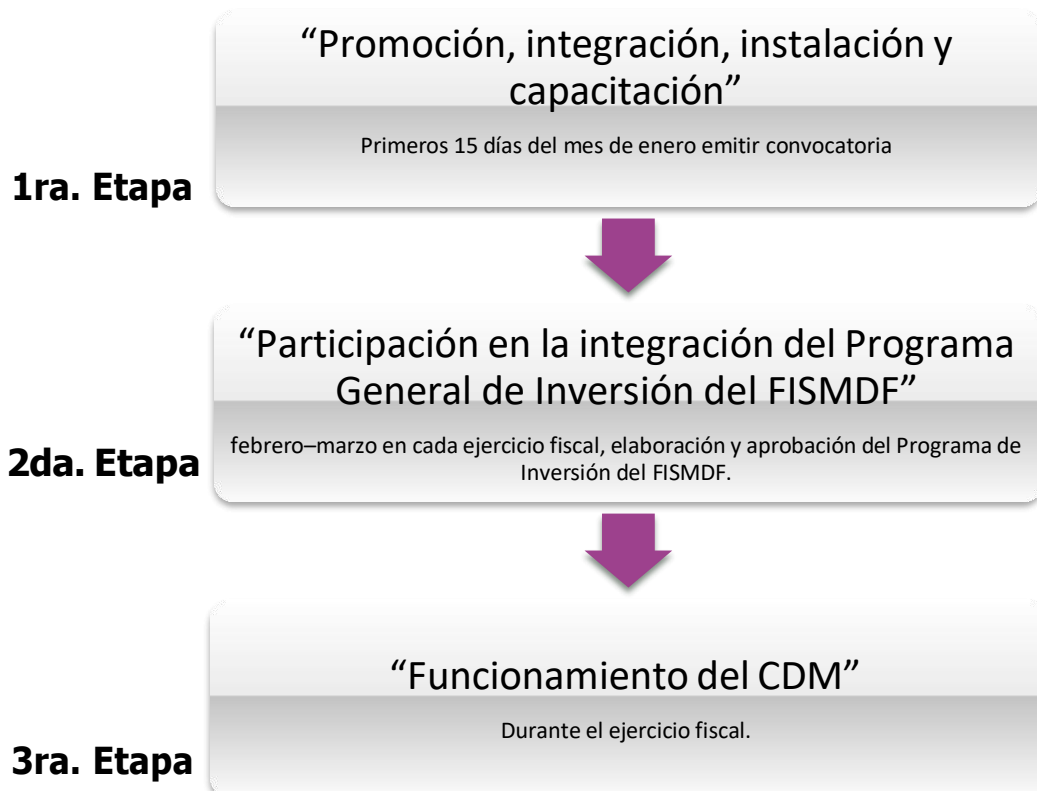 “Promoción, integración, instalación y
capacitación”
Primeros 15 días del mes de enero emitir convocatoria
1ra. Etapa
“Participación en la integración del Programa
General de Inversión del FISMDF”
febrero–marzo en cada ejercicio fiscal, elaboración y aprobación del Programa de
Inversión del FISMDF.
2da. Etapa
“Funcionamiento del CDM”
Durante el ejercicio fiscal.
3ra. Etapa